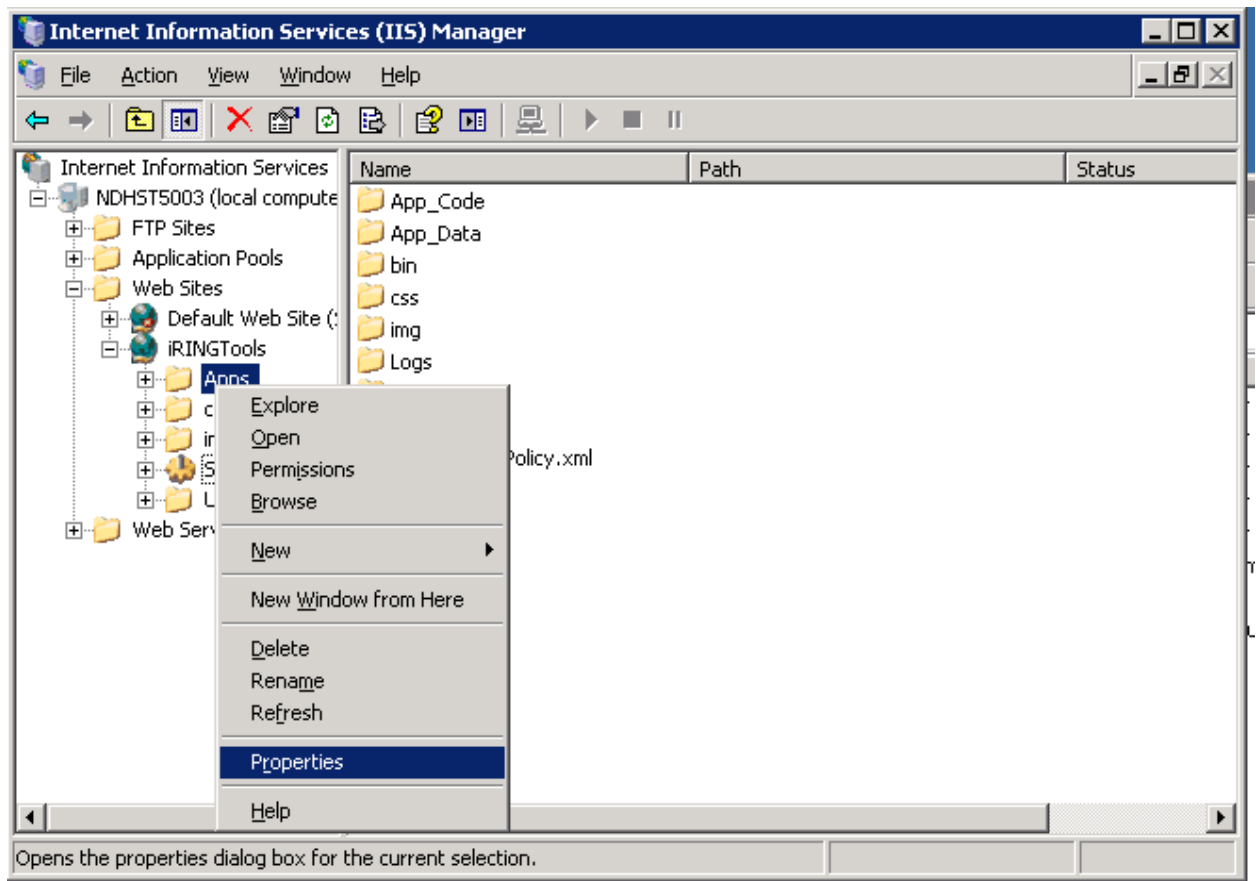 Internet Information Services (IIS) Manager
File Action View Window Help
Internet Information Services
Name Path Status
NDHST5003 (local compute
FTP Sites
Application Pools
Web Sites
Default Web Site (
iRINGTools
Apps
c
in
S
U
Web Serv
App_Code
App_Data
bin
css
img
Logs
Policy.xml
Explore
Open
Permissions
Browse
New
New Window from Here
Delete
Rename
Refresh
Properties
Help
Opens the properties dialog box for the current selection.